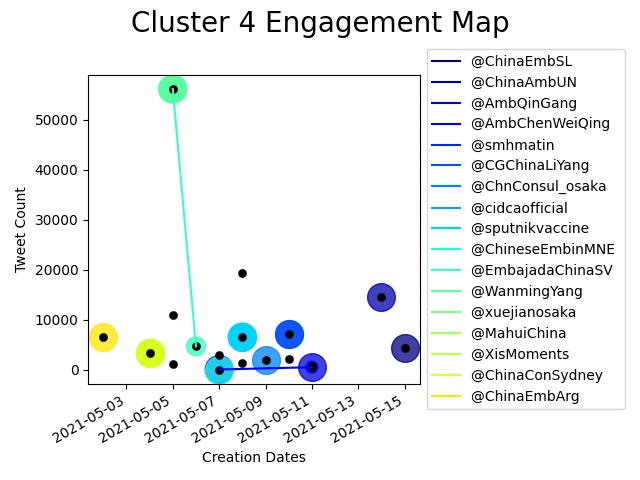 Cluster 4 Engagement Map
Tweet Count
50000
40000
30000
20000
10000
0
2021-05-03
2021-05-05
2021-05-07
2021-05-09
2021-05-11
2021-05-13
2021-05-15
Creation Dates
@ChinaEmbSL
@ChinaAmbUN
@AmbQinGang
@AmbChenWeiQing
@smhmatin
@CGChinaLiYang
@ChnConsul_osaka
@cidcaofficial
@sputnikvaccine
@ChineseEmbinMNE
@EmbajadaChinaSV
@WanmingYang
@xuejianosaka
@MahuiChina
@XisMoments
@ChinaConSydney
@ChinaEmbArg